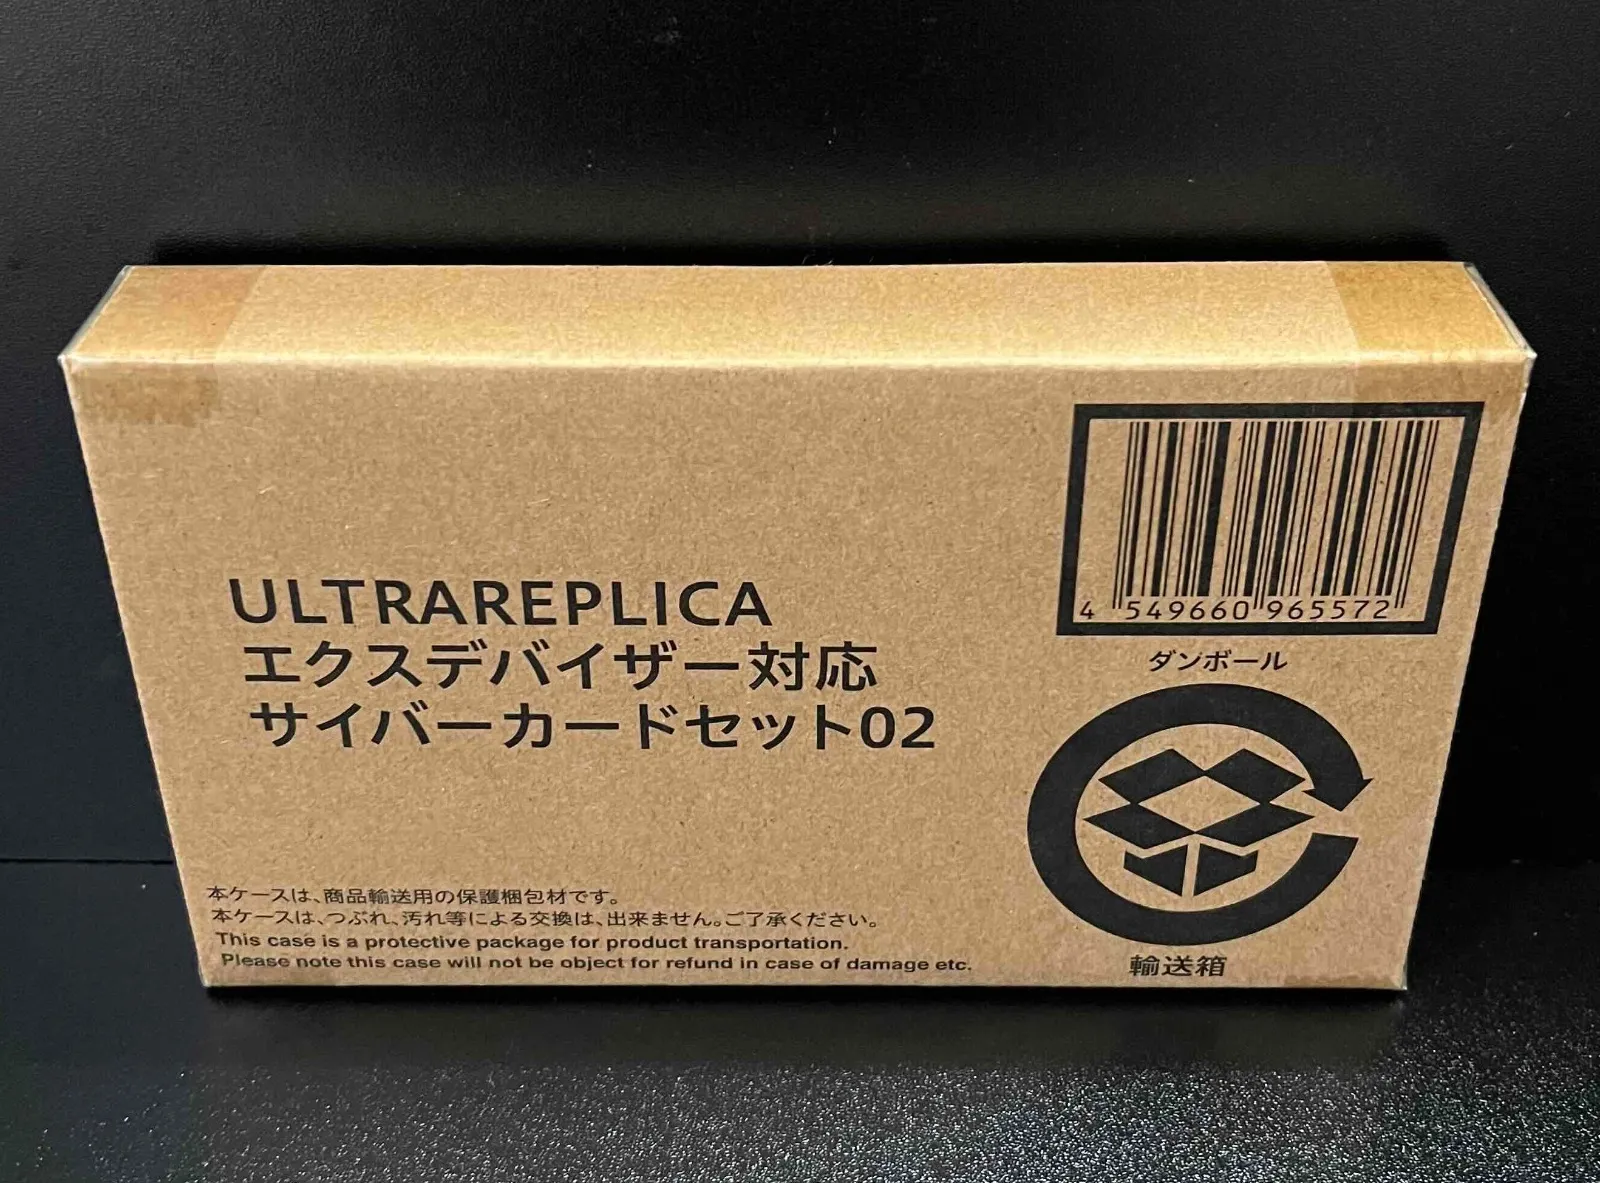 4 549660 965572
ダンボール
ULTRAREPLICA
エクスデバイザー対応
サイバーカードセット02
本ケースは、商品輸送用の保護梱包材です。
本ケースは、つぶれ、汚れ等による交換は、出来ません。ご了承ください。
This case is a protective package for product transportation.
Please note this case will not be object for refund in case of damage etc.
輸送箱